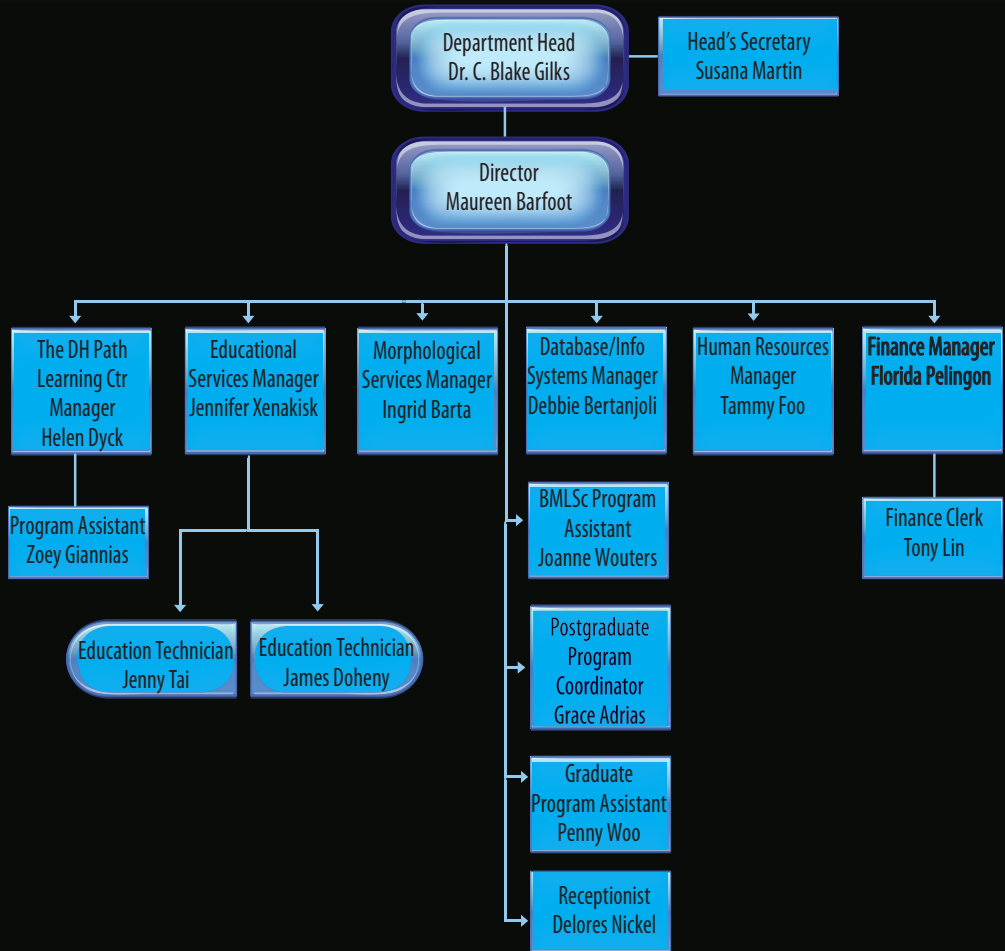 Department Head
Dr. C. Blake Gilks
Head's Secretary
Susana Martin
Director
Maureen Barfoot
The DH Path
Learning Ctr
Manager
Helen Dyck
Educational
Services Manager
Jennifer Xenakisk
Morphological
Services Manager
Ingrid Barta
Database/Info
Systems Manager
Debbie Bertanjoli
Human Resources
Manager
Tammy Foo
Finance Manager
Florida Pelingon
Program Assistant
Zoey Giannias
BMLSc Program
Assistant
Joanne Wouters
Finance Clerk
Tony Lin
Education Technician
Jenny Tai
Education Technician
James Doheny
Postgraduate
Program
Coordinator
Grace Adrias
Graduate
Program Assistant
Penny Woo
Receptionist
Delores Nickel